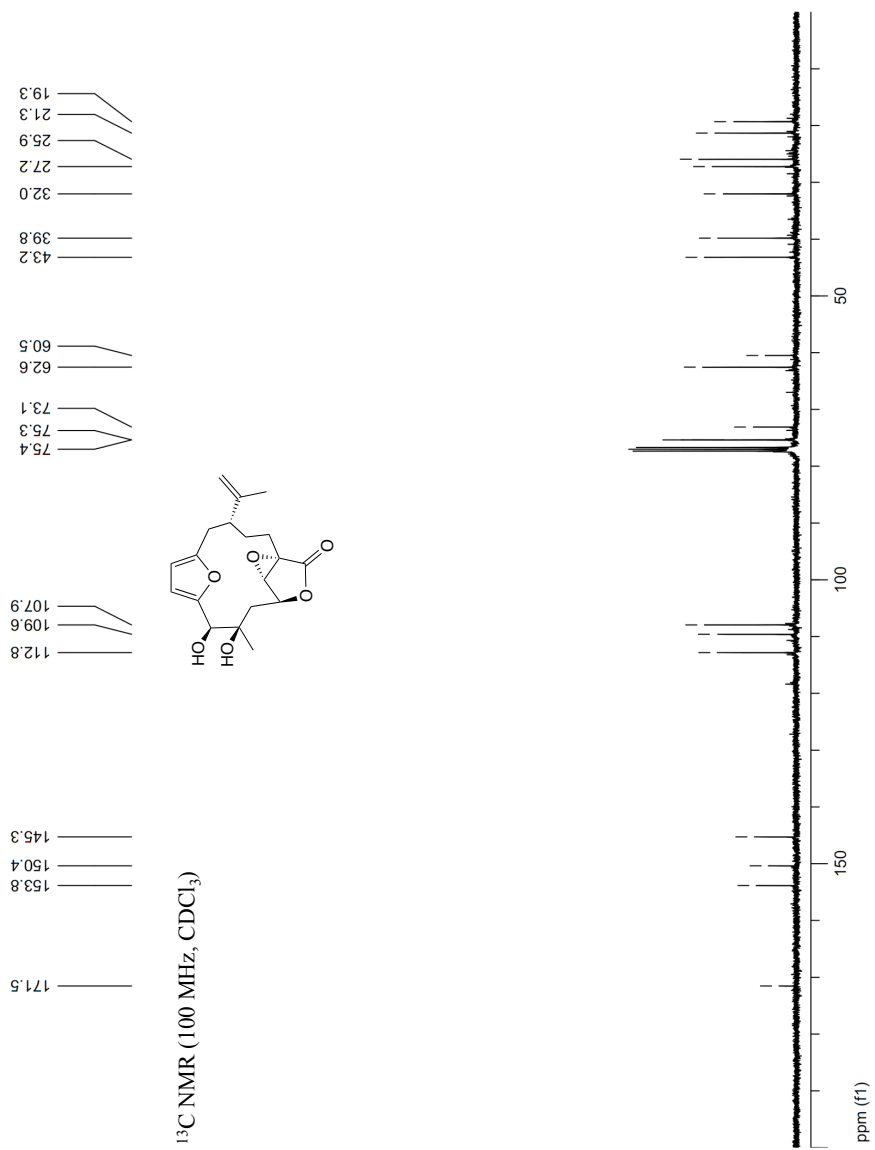 19.3
21.3
25.9
27.2
32.0
39.8
43.2
60.5
62.6
73.1
75.3
75.4
107.9
109.6
112.8
145.3
150.4
153.8
171.5
O
O
O
O
HO
HO
¹³C NMR (100 MHz, CDCl₃)
50
100
150
ppm (f1)